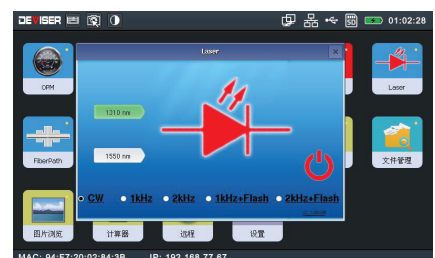 DEVISER
SD
01:02:28
Laser
OPM
1310 nm
Laser
FiberPath
1550 nm
文件管理
CW 1kHz 2kHz 1kHz+Flash 2kHz+Flash
图片浏览
计算器
远程
设置